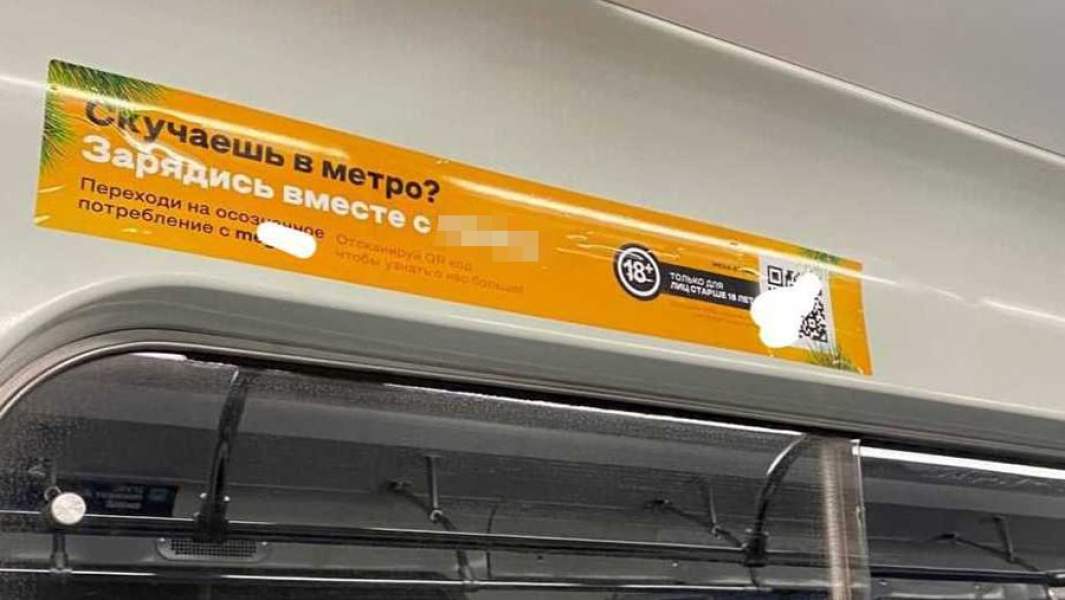 Скучаешь в метро?
Зарядись вместе с
Переходи на осознанное
потребление с
Отсканируй QR код
чтобы узнать о нас больше!
18+
ТОЛЬКО ДЛЯ
ЛИЦ СТАРШЕ 18 ЛЕТ